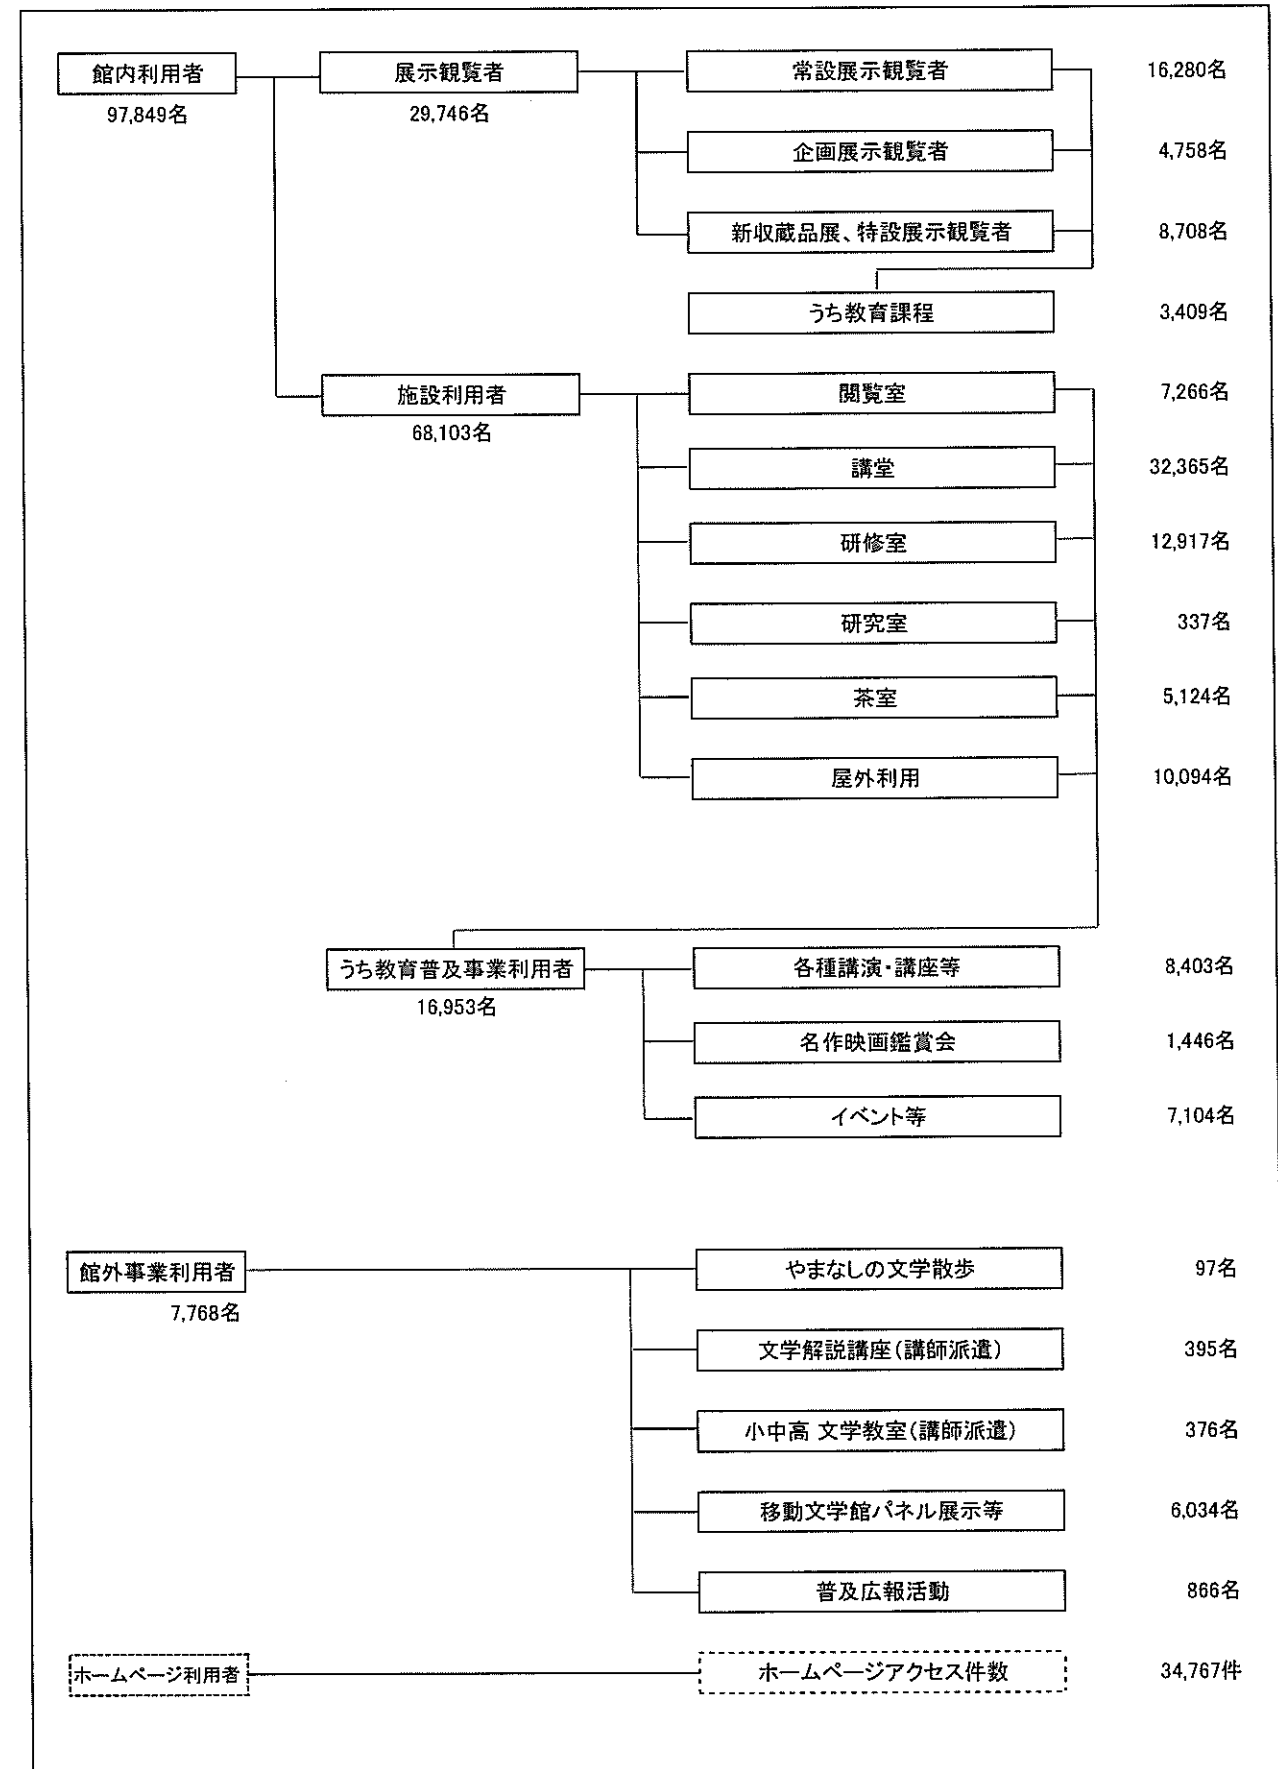 館内利用者 展示観覧者 常設展示観覧者 16,280名
97,849名 29,746名
企画展示観覧者 4,758名
新収蔵品展、特設展示観覧者 8,708名
うち教育課程 3,409名
施設利用者 閲覧室 7,266名
68,103名
講堂 32,365名
研修室 12,917名
研究室 337名
茶室 5,124名
屋外利用 10,094名
うち教育普及事業利用者 各種講演・講座等 8,403名
16,953名
名作映画鑑賞会 1,446名
イベント等 7,104名
館外事業利用者 やまなしの文学散歩 97名
7,768名
文学解説講座(講師派遣) 395名
小中高 文学教室(講師派遣) 376名
移動文学館パネル展示等 6,034名
普及広報活動 866名
ホームページ利用者 ホームページアクセス件数 34,767件